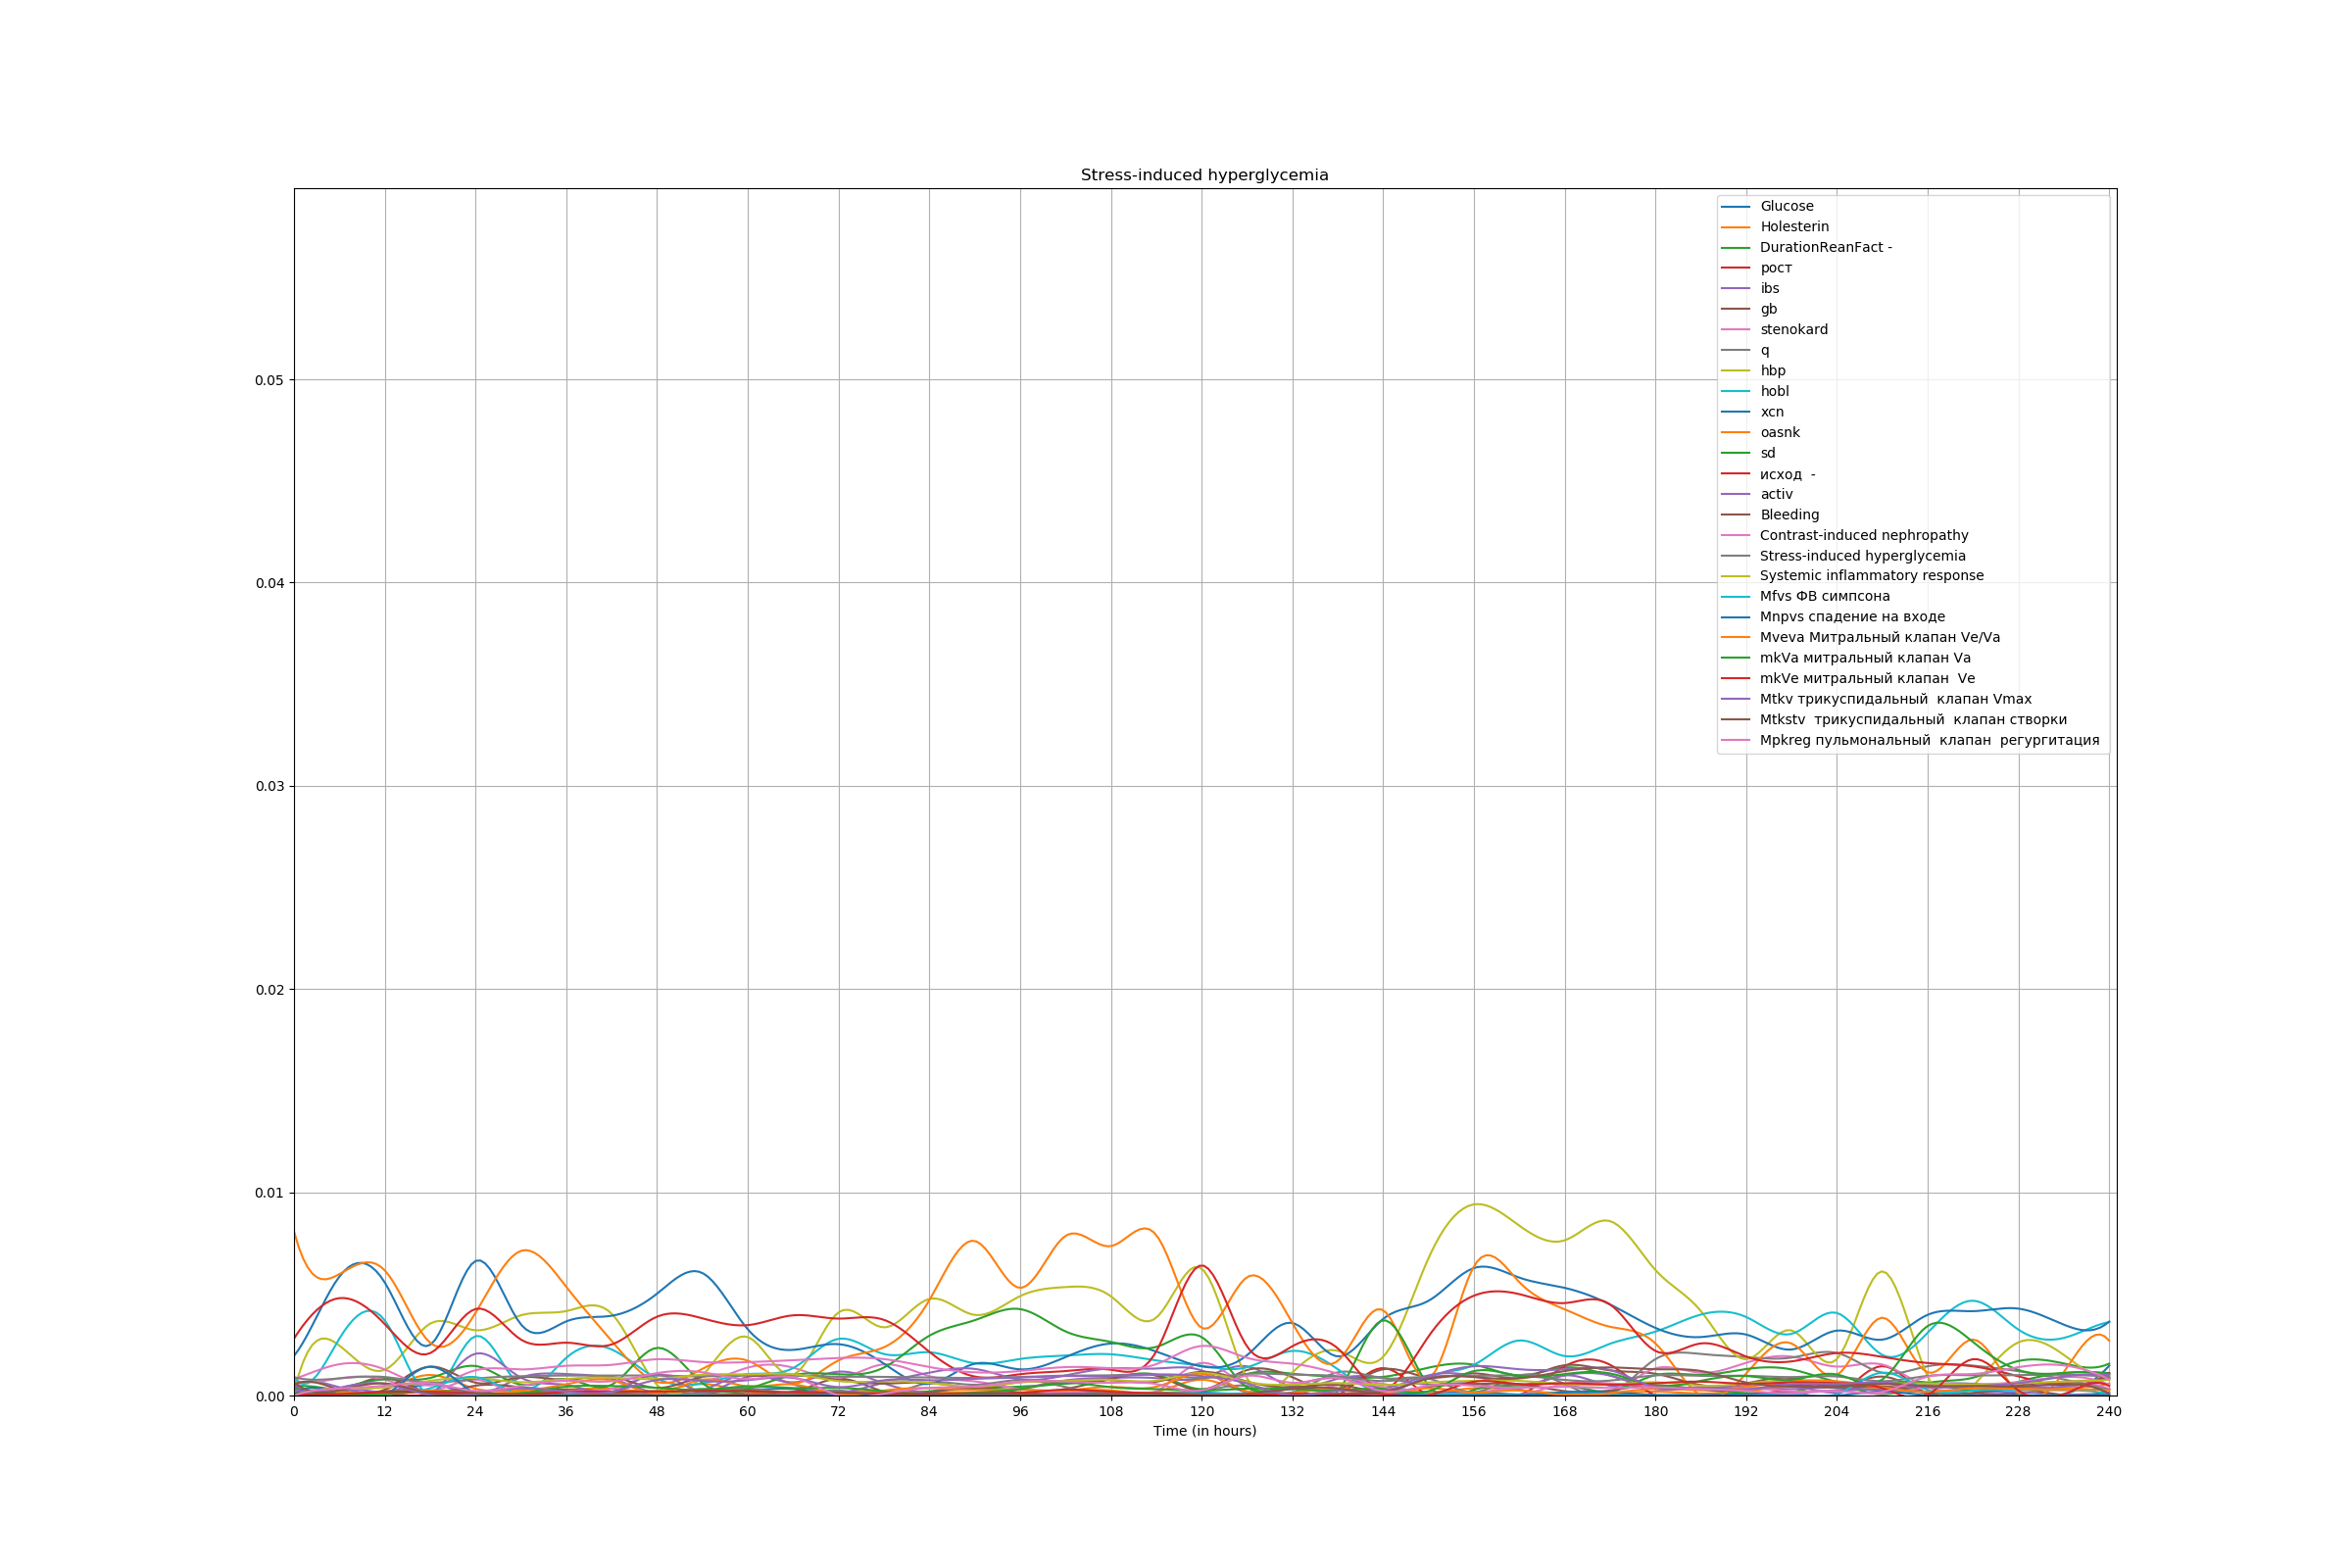 Stress-induced hyperglycemia
Glucose
Holesterin
DurationReanFact -
рост
ibs
gb
stenokard
q
hbp
hobl
xcn
oasnk
sd
исход  -
activ
Bleeding
Contrast-induced nephropathy
Stress-induced hyperglycemia
Systemic inflammatory response
Mfvs ФВ симпсона
Mnpvs спадение на входе
Mveva Митральный клапан Ve/Va
mkVa митральный клапан Va
mkVe митральный клапан  Ve
Mtkv трикуспидальный  клапан Vmax
Mtkstv  трикуспидальный  клапан створки
Mpkreg пульмональный  клапан  регургитация
0.05
0.04
0.03
0.02
0.01
0.00
0 12 24 36 48 60 72 84 96 108 120 132 144 156 168 180 192 204 216 228 240
Time (in hours)